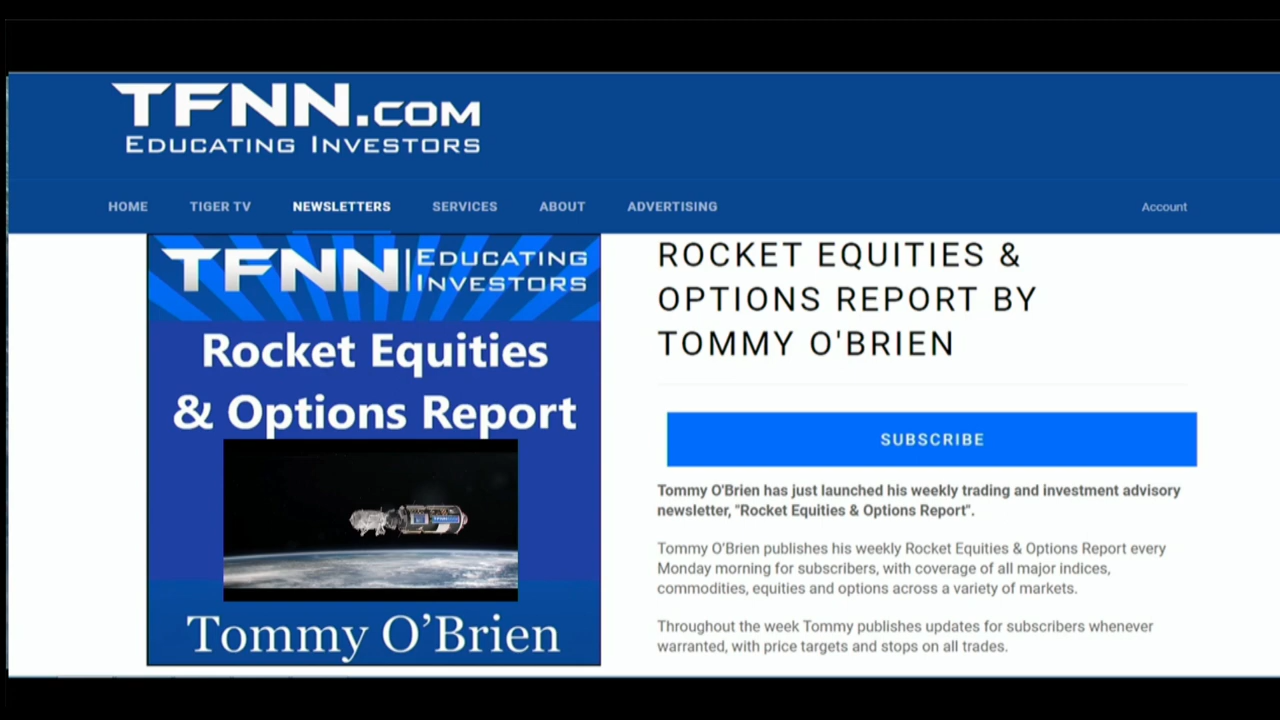 TFNN.COM
EDUCATING INVESTORS
HOME TIGER TV NEWSLETTERS SERVICES ABOUT ADVERTISING Account
TFNN | EDUCATING
INVESTORS
Rocket Equities
& Options Report
TFNN
Tommy O’Brien
ROCKET EQUITIES &
OPTIONS REPORT BY
TOMMY O'BRIEN
SUBSCRIBE
Tommy O'Brien has just launched his weekly trading and investment advisory
newsletter, "Rocket Equities & Options Report".
Tommy O’Brien publishes his weekly Rocket Equities & Options Report every
Monday morning for subscribers, with coverage of all major indices,
commodities, equities and options across a variety of markets.
Throughout the week Tommy publishes updates for subscribers whenever
warranted, with price targets and stops on all trades.